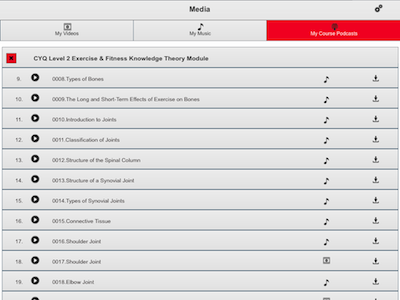 Media
My Videos
My Music
My Course Podcasts
CYQ Level 2 Exercise & Fitness Knowledge Theory Module
9. 0008.Types of Bones
10. 0009.The Long and Short-Term Effects of Exercise on Bones
11. 0010.Introduction to Joints
12. 0011.Classification of Joints
13. 0012.Structure of the Spinal Column
14. 0013.Structure of a Synovial Joint
14. 0014.Types of Synovial Joints
15. 0015.Connective Tissue
16. 0016.Shoulder Joint
18. 0017.Shoulder Joint
19. 0018.Elbow Joint